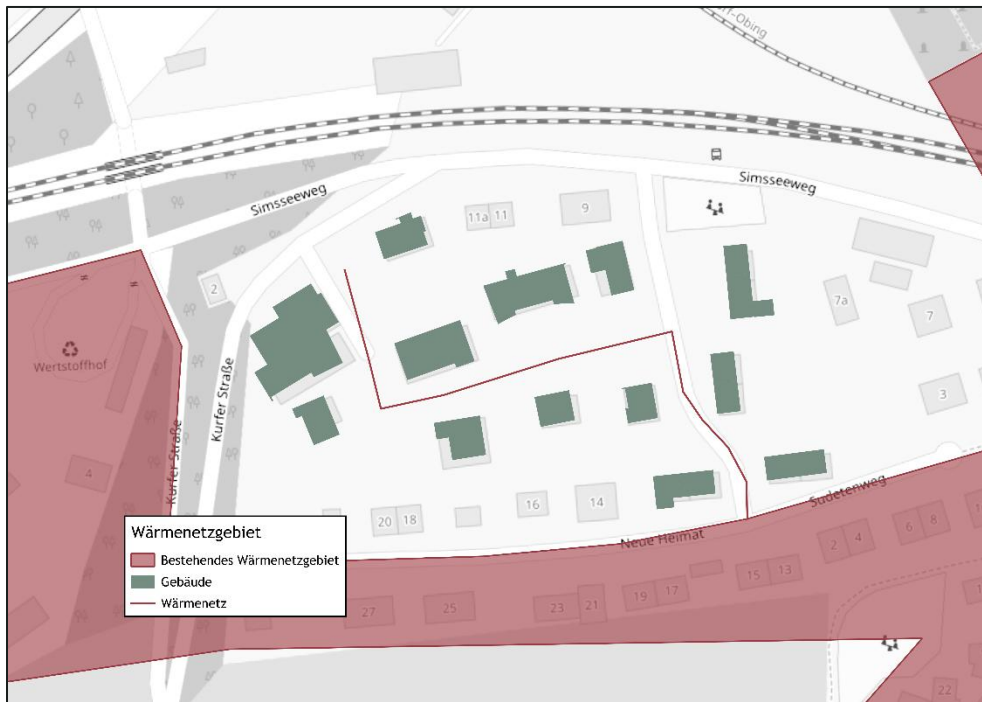 rf-Obing
Simsseeweg
Simsseeweg
11a
11
9
2
7a
7
3
Wertstoffhof
Kurfer Straße
Kurfer Straße
4
20
18
16
14
Sudetenweg
Neue Heimat
2
4
6
8
15
13
19
17
23
21
25
27
22
Wärmenetzgebiet
Bestehendes Wärmenetzgebiet
Gebäude
Wärmenetz